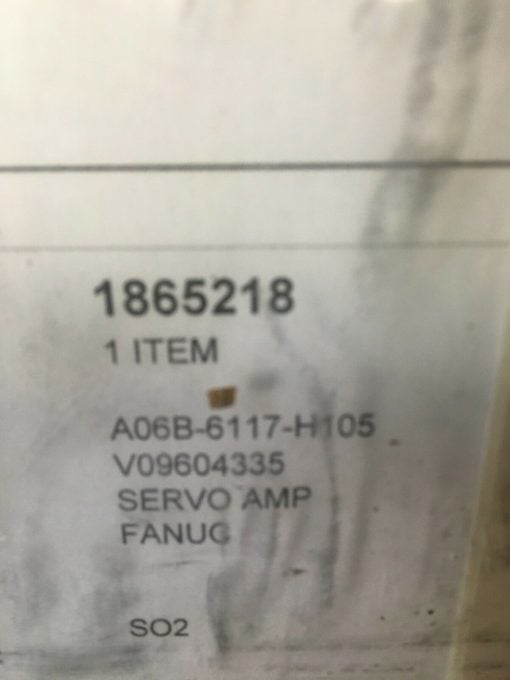 1865218
1 ITEM
A06B-6117-H105
V09604335
SERVO AMP
FANUC
SO2